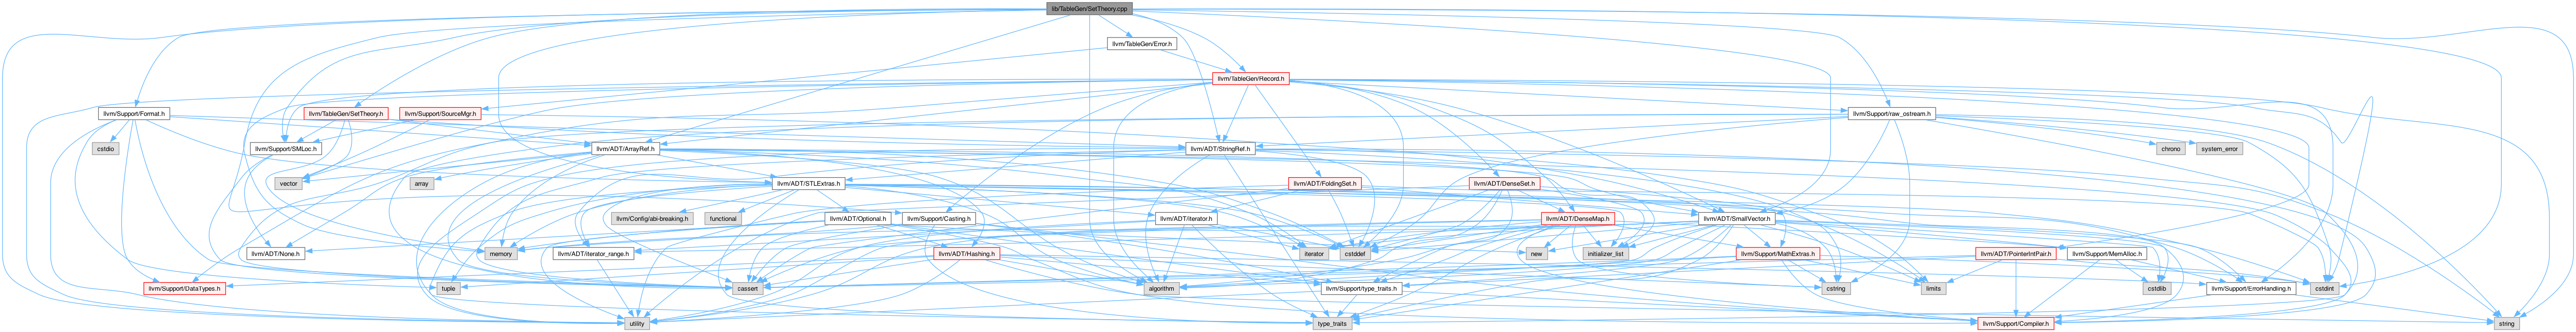 lib/TableGen/SetTheory.cpp
llvm/TableGen/Error.h
llvm/TableGen/Record.h
llvm/Support/Format.h
llvm/TableGen/SetTheory.h
llvm/Support/SourceMgr.h
llvm/Support/raw_ostream.h
cstdio
llvm/Support/SMLoc.h
llvm/ADT/ArrayRef.h
llvm/ADT/StringRef.h
chrono
system_error
vector
array
llvm/ADT/STLExtras.h
llvm/ADT/FoldingSet.h
llvm/ADT/DenseSet.h
llvm/Config/abi-breaking.h
functional
llvm/ADT/Optional.h
llvm/Support/Casting.h
llvm/ADT/iterator.h
llvm/ADT/DenseMap.h
llvm/ADT/SmallVector.h
llvm/ADT/None.h
memory
llvm/ADT/iterator_range.h
llvm/ADT/Hashing.h
iterator
cstddef
new
initializer_list
llvm/Support/MathExtras.h
llvm/ADT/PointerIntPair.h
llvm/Support/MemAlloc.h
llvm/Support/DataTypes.h
tuple
cassert
algorithm
llvm/Support/type_traits.h
cstring
limits
cstdlib
llvm/Support/ErrorHandling.h
cstdint
utility
type_traits
llvm/Support/Compiler.h
string